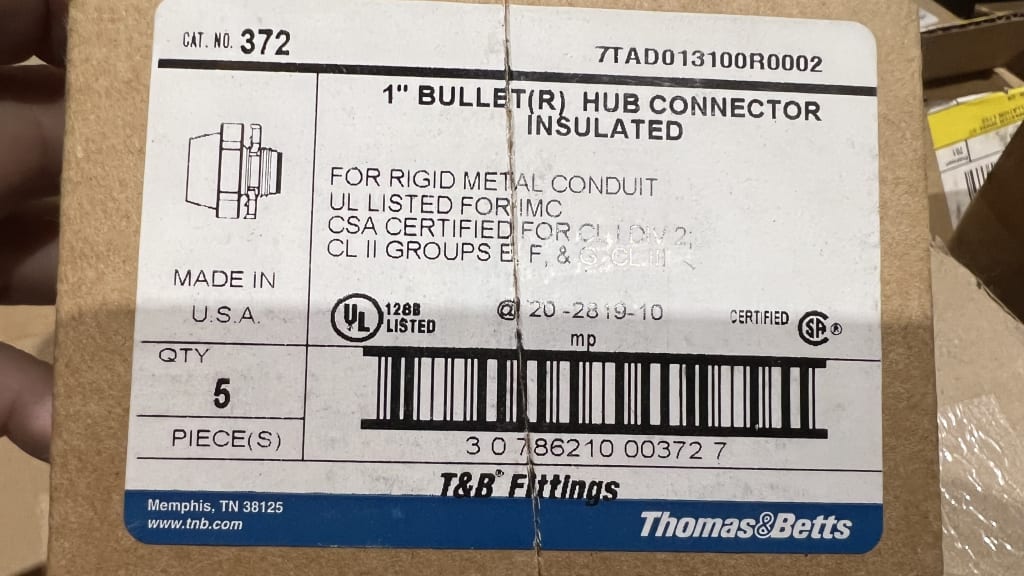 CAT. NO. 372
7TAD013100R0002
1" BULLET(R) HUB CONNECTOR
INSULATED
FOR RIGID METAL CONDUIT
UL LISTED FOR IMC
CSA CERTIFIED FOR CL I DIV 2;
CL II GROUPS E, F, & G; CL III
MADE IN
U.S.A.
UL 128B
LISTED
@ 20-2819-10
mp
CERTIFIED SA ®
QTY
5
PIECE(S)
3 0 786210 00372 7
T&B® Fittings
Memphis, TN 38125
www.tnb.com
Thomas&Betts